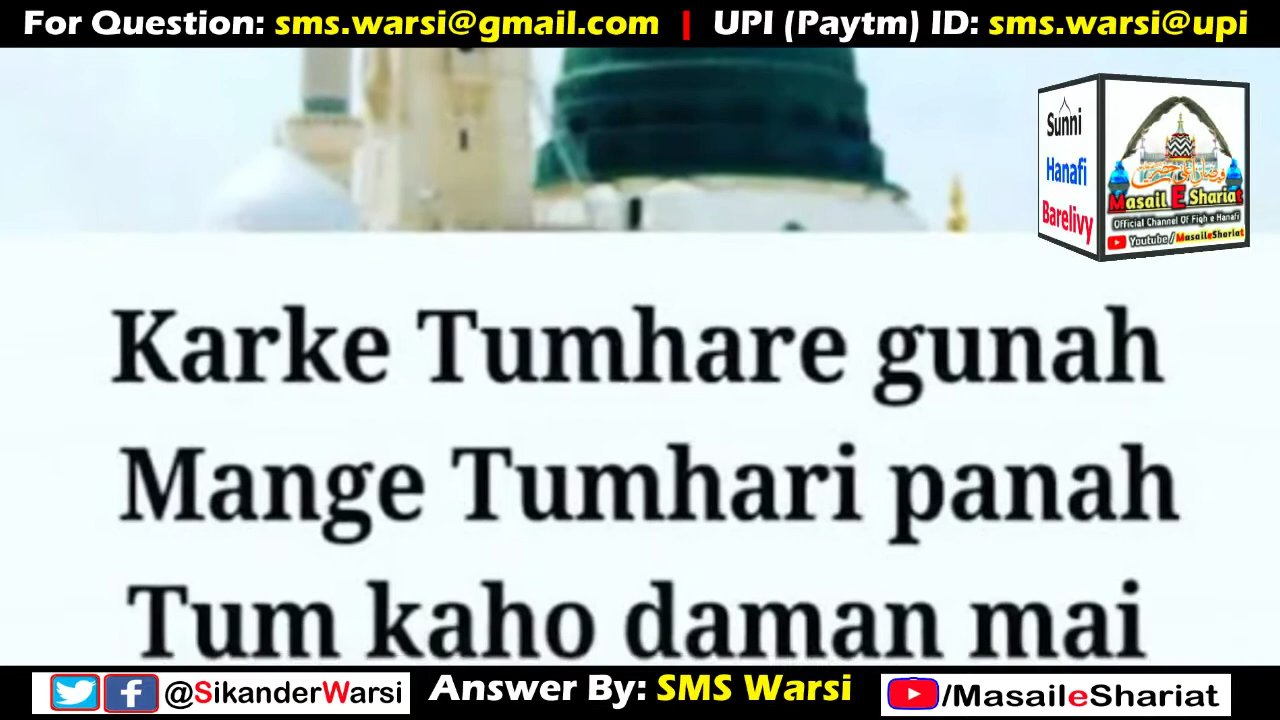 For Question: sms.warsi@gmail.com | UPI (Paytm) ID: sms.warsi@upi
Sunni
Hanafi
Barelivy
Masail E Shariat
Official Channel Of Fiqh e Hanafi
Youtube / MasaileShariat
Karke Tumhare gunah
Mange Tumhari panah
Tum kaho daman mai
@SikanderWarsi
Answer By: SMS Warsi
/MasaileShariat